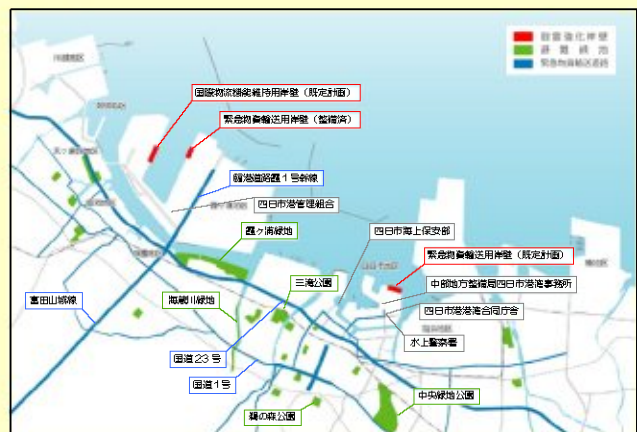 耐震強化岸壁
避難緑地
緊急物資輸送道路
国際物流機能維持用岸壁（既定計画）
緊急物資輸送用岸壁（整備済）
臨港道路霞１号幹線
四日市港管理組合
霞ヶ浦緑地
四日市海上保安部
緊急物資輸送用岸壁（既定計画）
三滝公園
中部地方整備局四日市港湾事務所
富田山城線
海蔵川緑地
四日市港湾合同庁舎
水上警察署
国道23号
国道1号
中央緑地公園
鵜の森公園